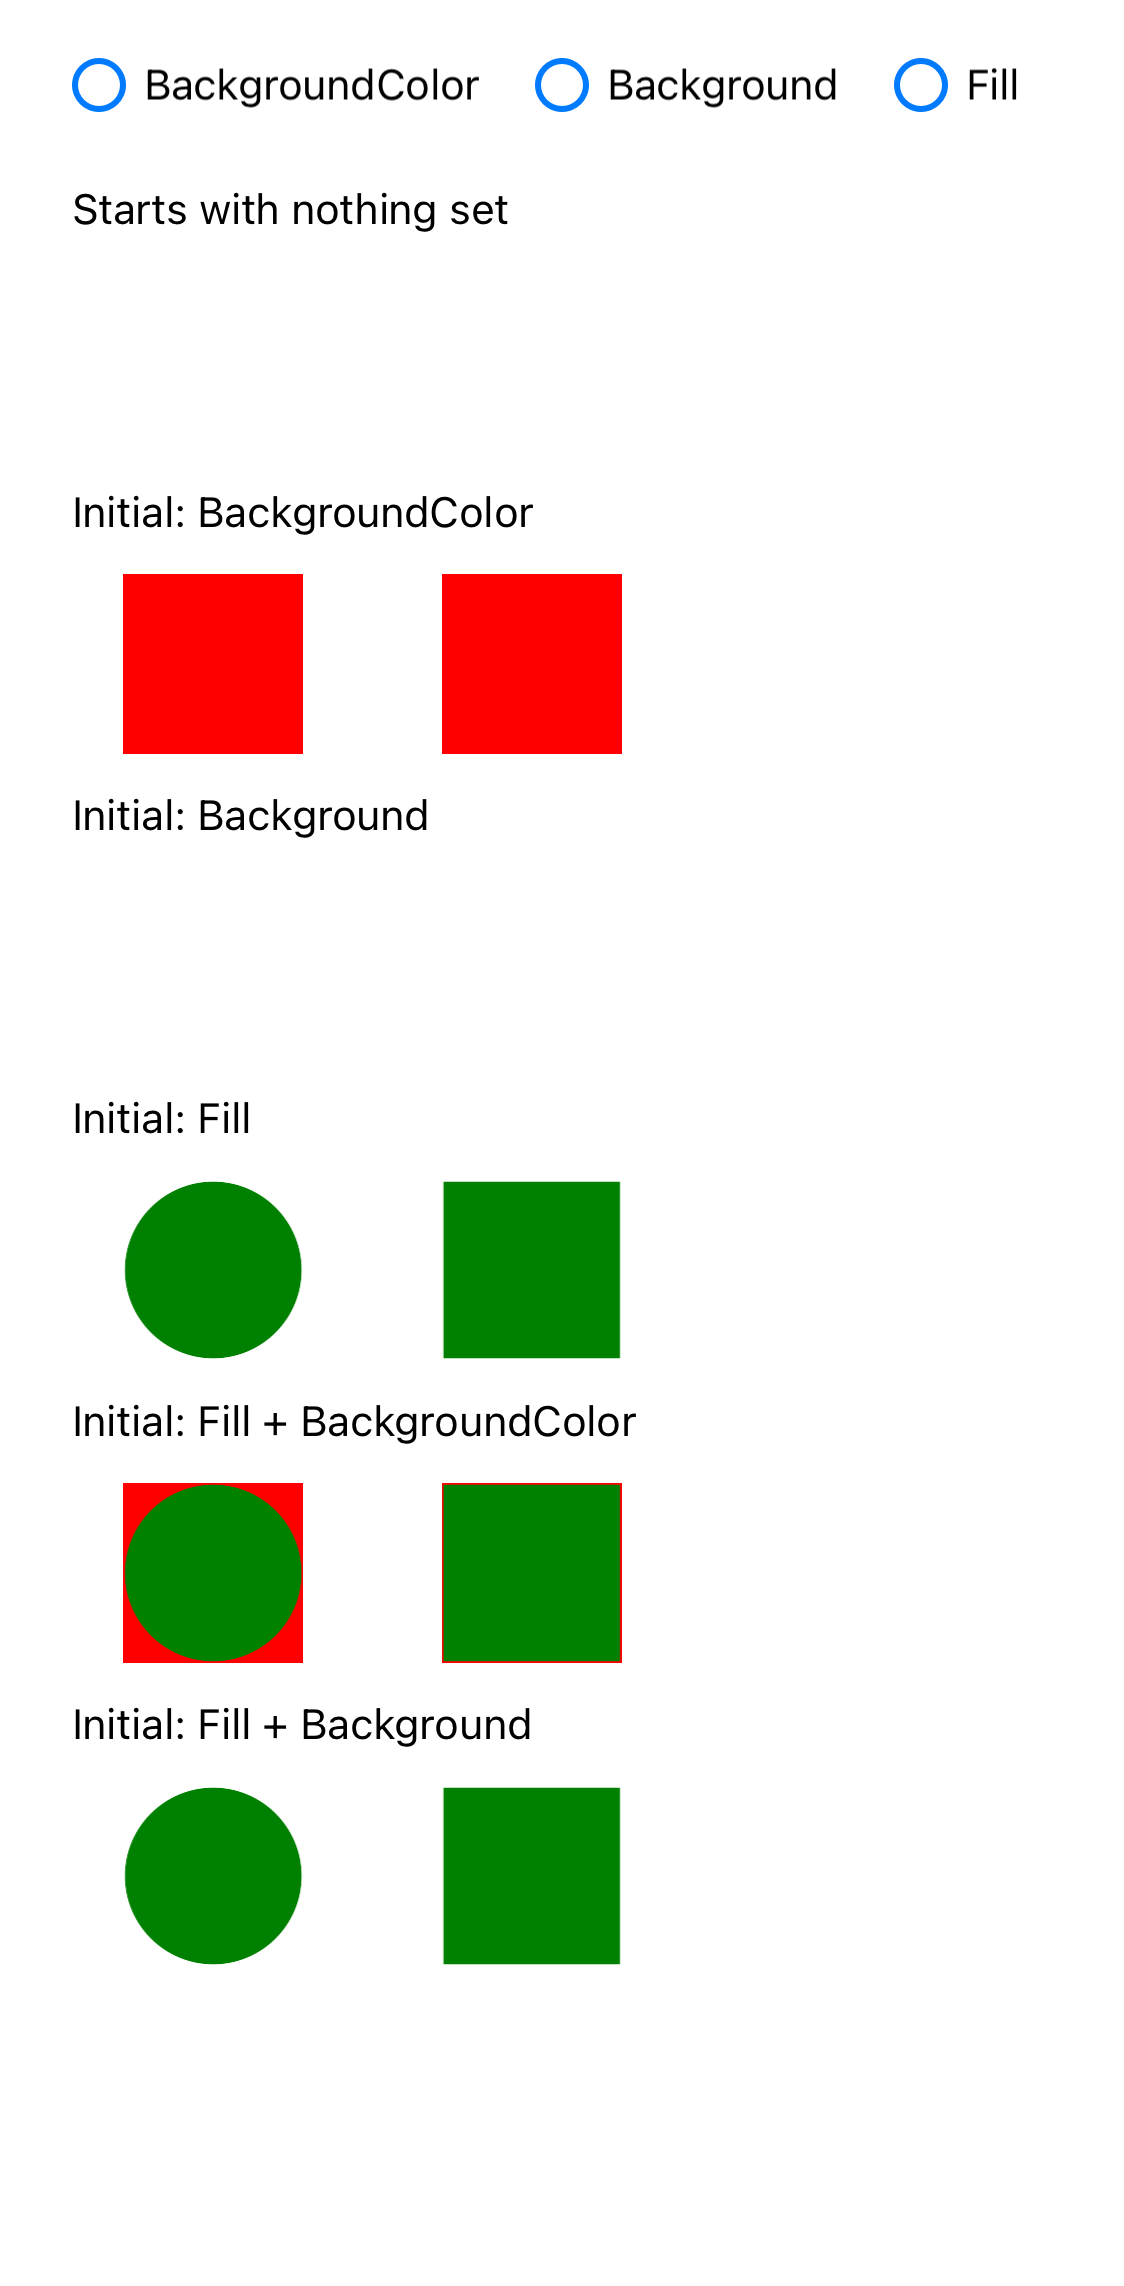 BackgroundColor Background Fill
Starts with nothing set
Initial: BackgroundColor
Initial: Background
Initial: Fill
Initial: Fill + BackgroundColor
Initial: Fill + Background